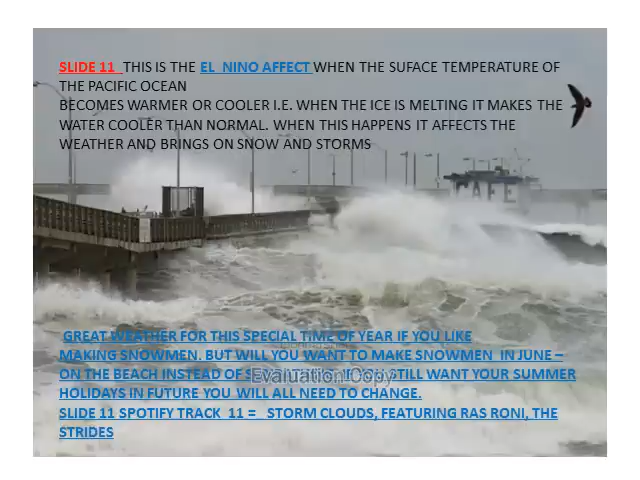 SLIDE 11 THIS IS THE EL NINO AFFECT WHEN THE SUFACE TEMPERATURE OF
THE PACIFIC OCEAN
BECOMES WARMER OR COOLER I.E. WHEN THE ICE IS MELTING IT MAKES THE
WATER COOLER THAN NORMAL. WHEN THIS HAPPENS IT AFFECTS THE
WEATHER AND BRINGS ON SNOW AND STORMS
CAFE
GREAT WEATHER FOR THIS SPECIAL TIME OF YEAR IF YOU LIKE
MAKING SNOWMEN. BUT WILL YOU WANT TO MAKE SNOWMEN IN JUNE –
ON THE BEACH INSTEAD OF STILL WANT YOUR SUMMER
Evaluation Copy
HOLIDAYS IN FUTURE YOU WILL ALL NEED TO CHANGE.
SLIDE 11 SPOTIFY TRACK 11 = STORM CLOUDS, FEATURING RAS RONI, THE
STRIDES